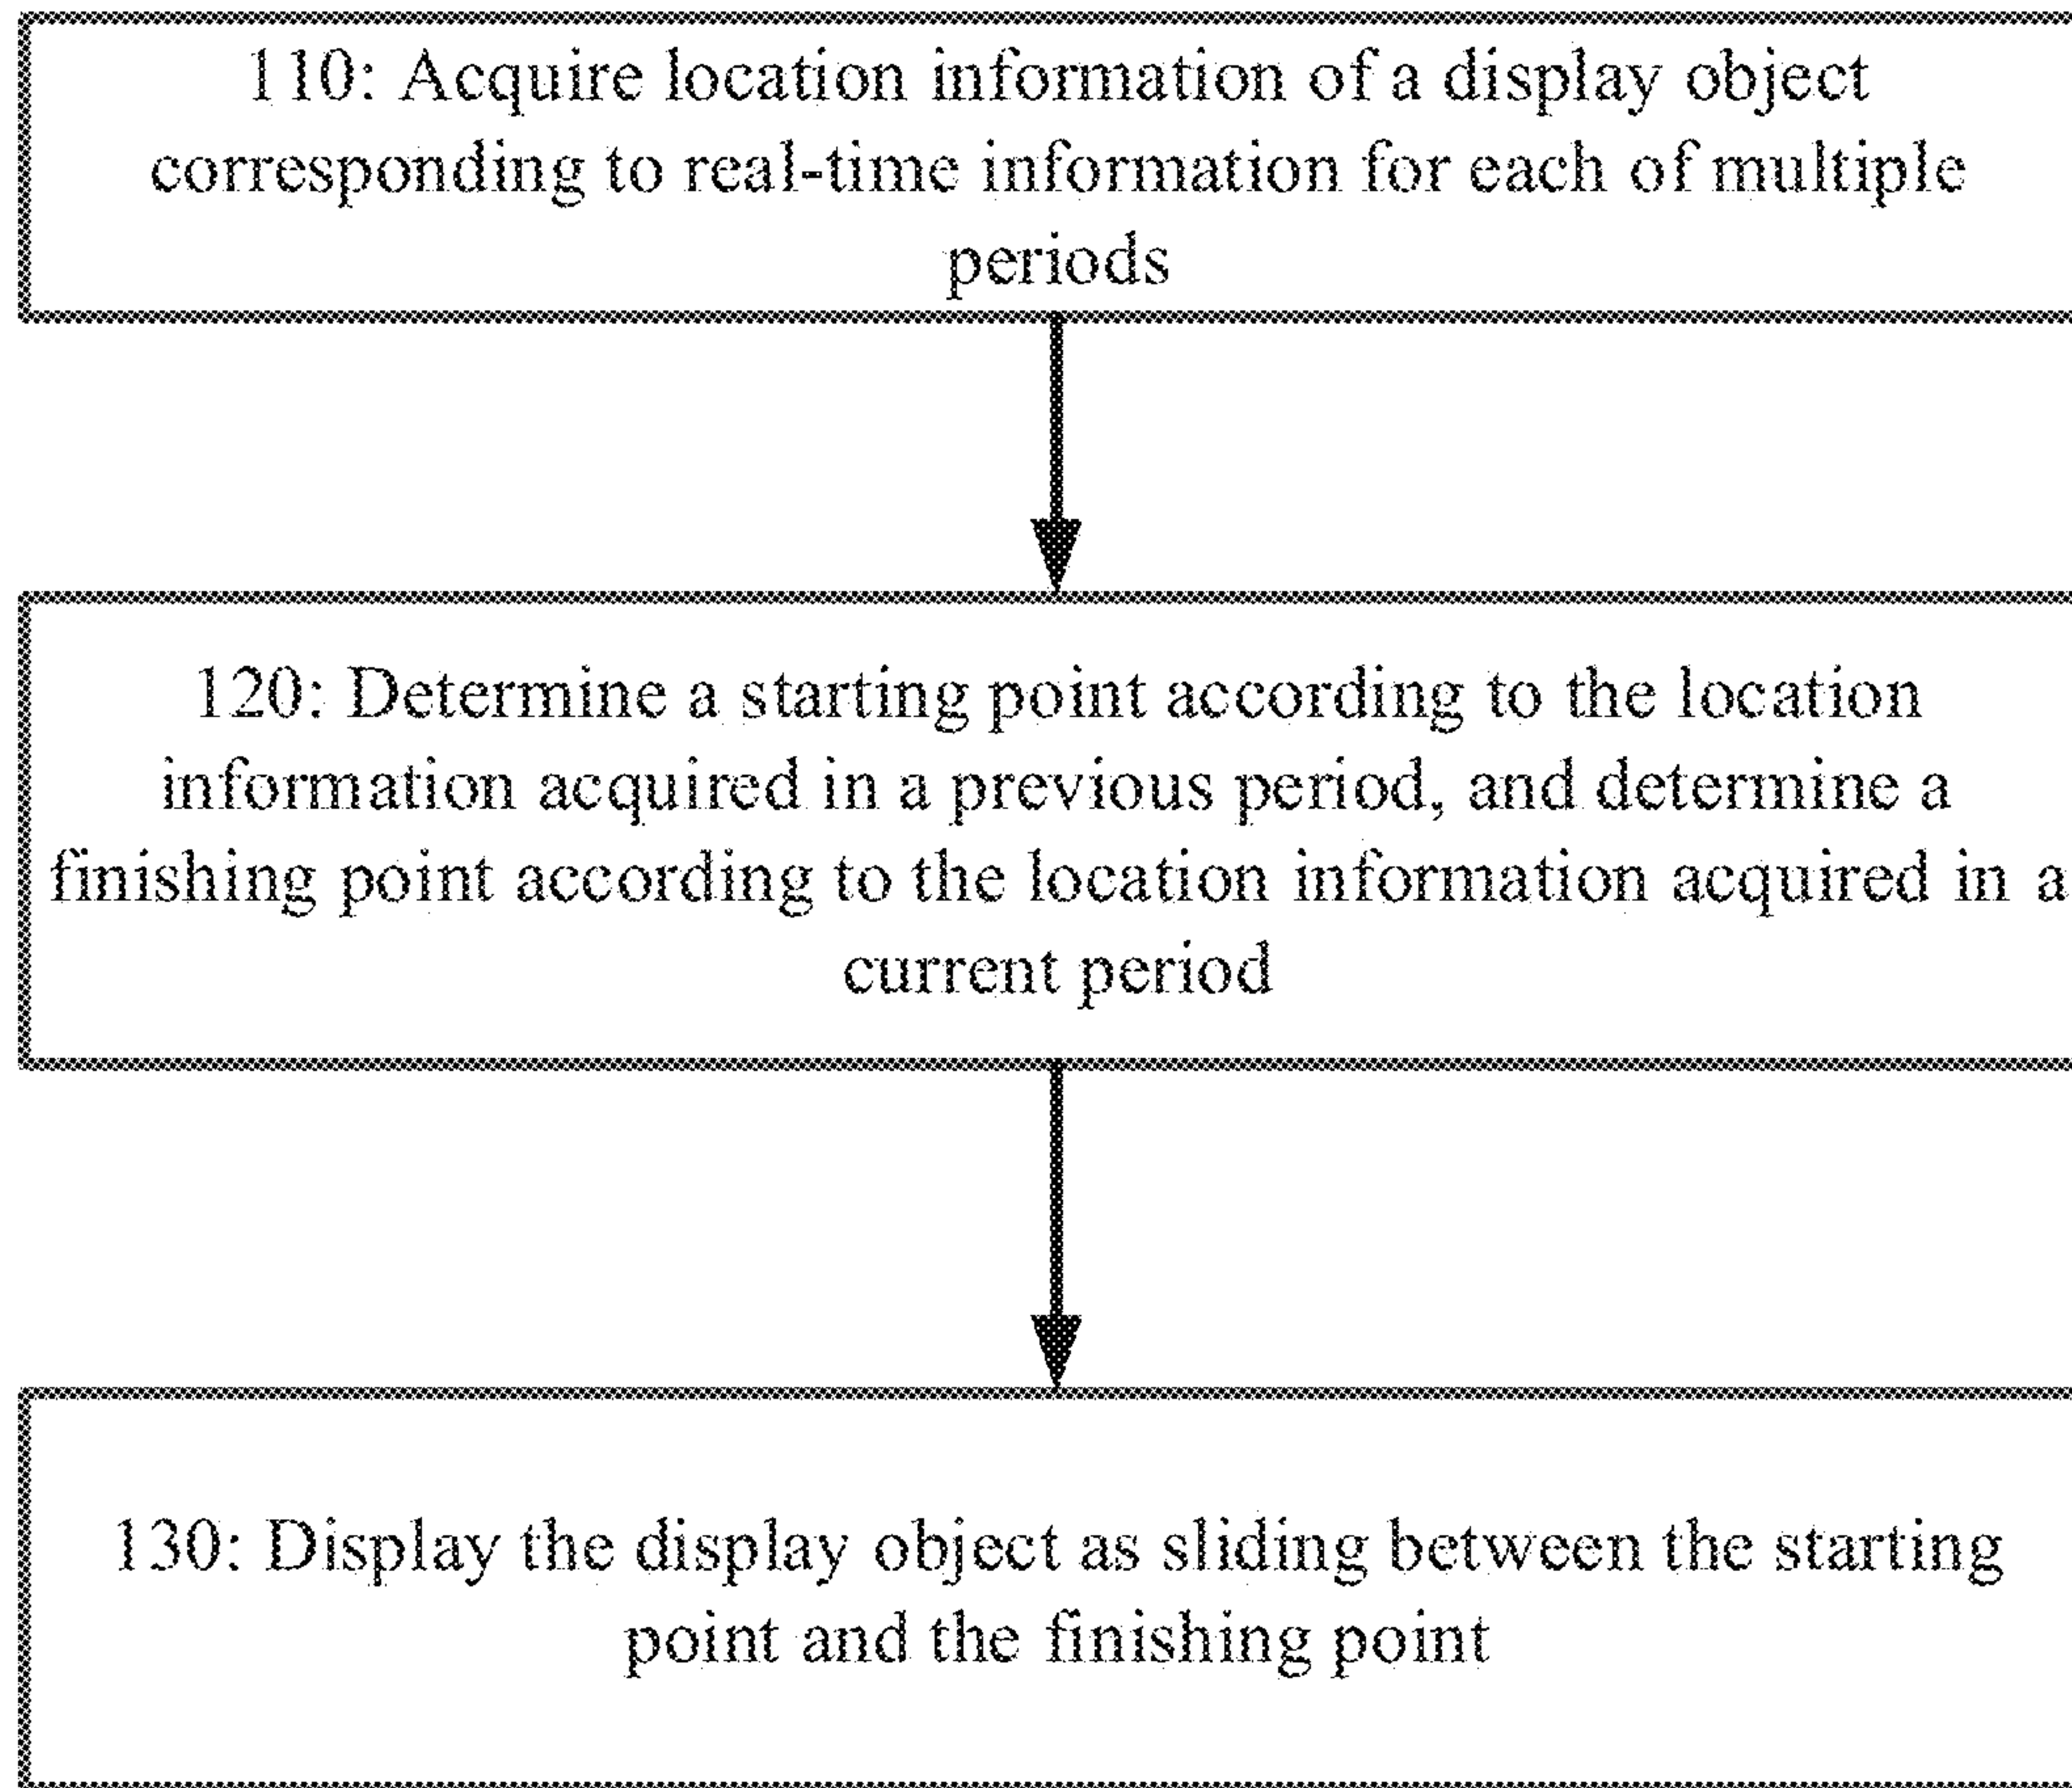 110: Acquire location information of a display object
corresponding to real-time information for each of multiple
periods
120: Determine a starting point according to the location
information acquired in a previous period, and determine a
finishing point according to the location information acquired in a
current period
130: Display the display object as sliding between the starting
point and the finishing point